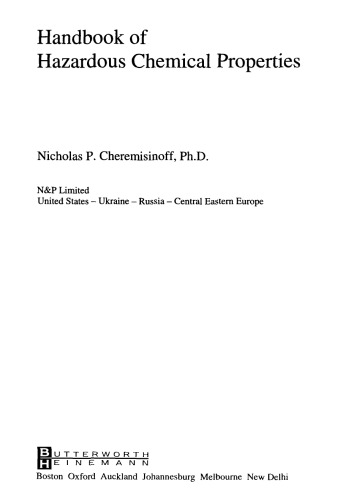 Handbook of
Hazardous Chemical Properties
Nicholas P. Cheremisinoff, Ph.D.
N&P Limited
United States – Ukraine – Russia – Central Eastern Europe
BUTTERWORTH
HEINEMANN
Boston Oxford Auckland Johannesburg Melbourne New Delhi